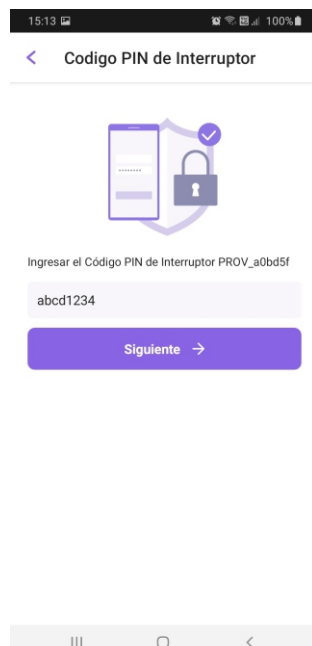 15:13 100%
Codigo PIN de Interruptor
Ingresar el Código PIN de Interruptor PROV_a0bd5f
abcd1234
Siguiente →